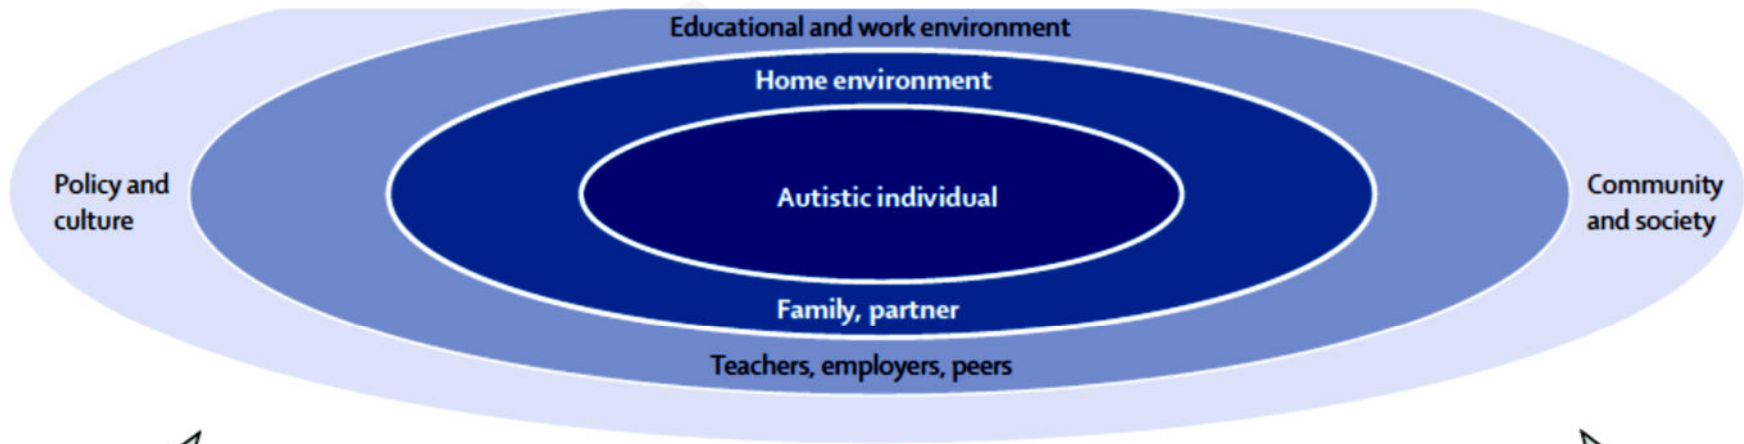 Educational and work environment
Home environment
Policy and
culture
Autistic individual
Community
and society
Family, partner
Teachers, employers, peers